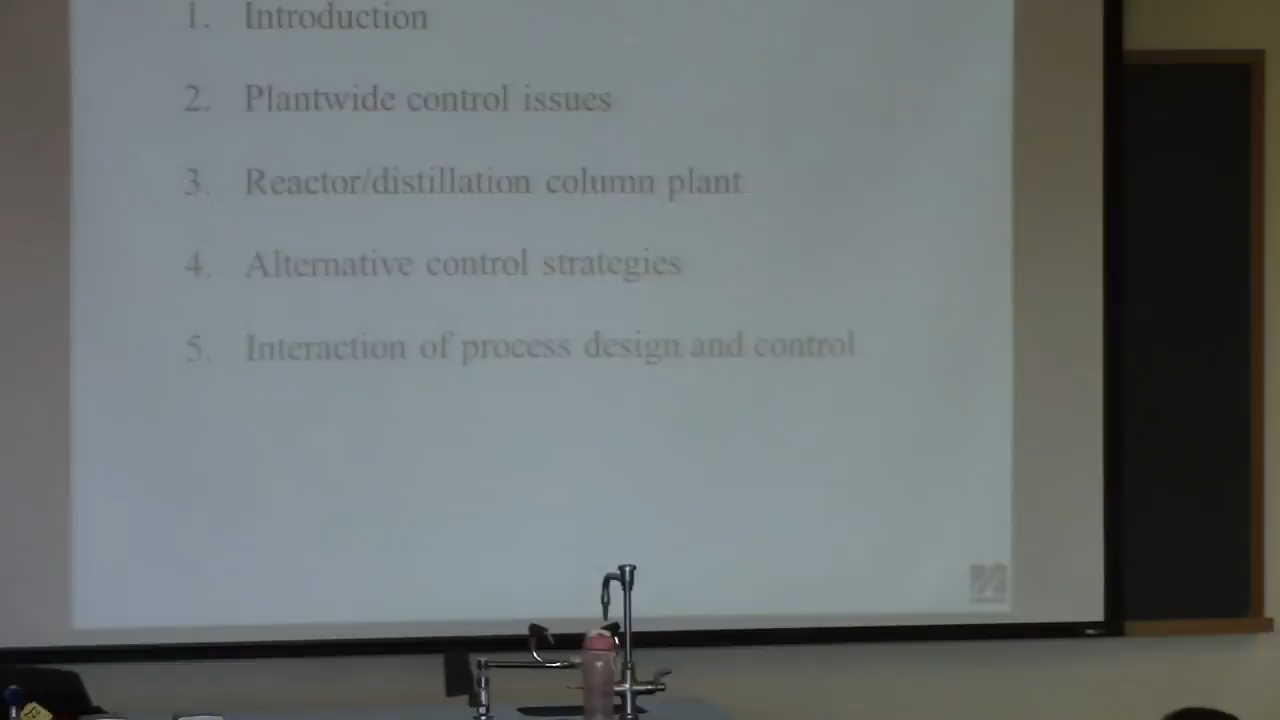 1. Introduction
2. Plantwide control issues
3. Reactor/distillation column plant
4. Alternative control strategies
5. Interaction of process design and control